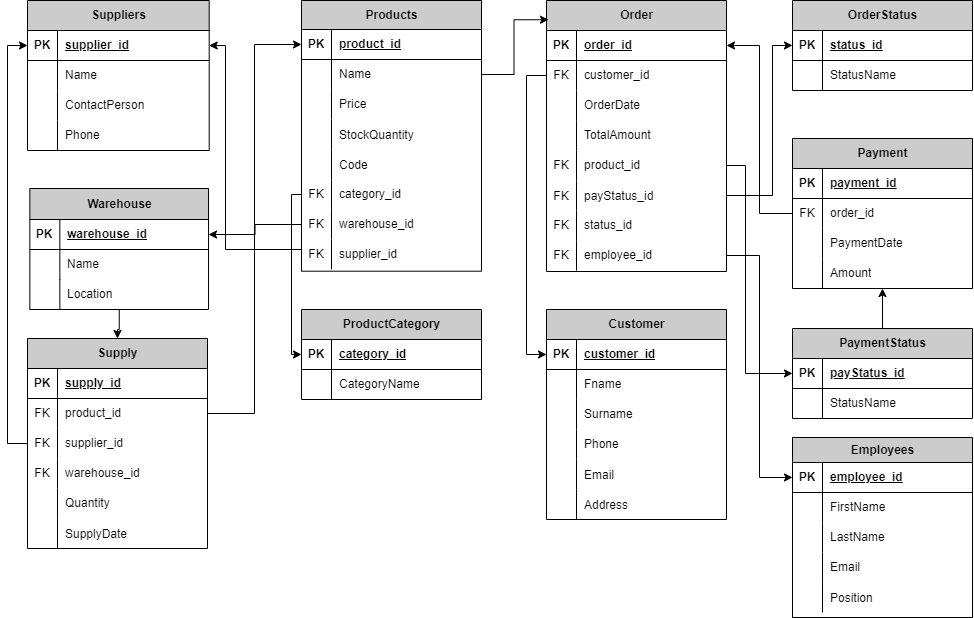 Suppliers
PK supplier_id
Name
ContactPerson
Phone
Warehouse
PK warehouse_id
Name
Location
Supply
PK supply_id
FK product_id
FK supplier_id
FK warehouse_id
Quantity
SupplyDate
Products
PK product_id
Name
Price
StockQuantity
Code
FK category_id
FK warehouse_id
FK supplier_id
ProductCategory
PK category_id
CategoryName
Order
PK order_id
FK customer_id
OrderDate
TotalAmount
FK product_id
FK payStatus_id
FK status_id
FK employee_id
Customer
PK customer_id
Fname
Surname
Phone
Email
Address
OrderStatus
PK status_id
StatusName
Payment
PK payment_id
FK order_id
PaymentDate
Amount
PaymentStatus
PK payStatus_id
StatusName
Employees
PK employee_id
FirstName
LastName
Email
Position